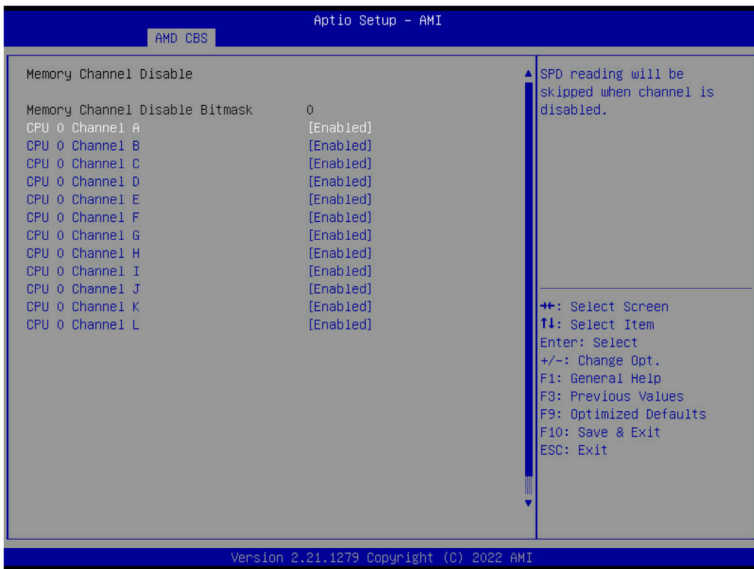 Aptio Setup - AMI
AMD CBS
Memory Channel Disable
Memory Channel Disable Bitmask 0
CPU 0 Channel A [Enabled]
CPU 0 Channel B [Enabled]
CPU 0 Channel C [Enabled]
CPU 0 Channel D [Enabled]
CPU 0 Channel E [Enabled]
CPU 0 Channel F [Enabled]
CPU 0 Channel G [Enabled]
CPU 0 Channel H [Enabled]
CPU 0 Channel I [Enabled]
CPU 0 Channel J [Enabled]
CPU 0 Channel K [Enabled]
CPU 0 Channel L [Enabled]
SPD reading will be
skipped when channel is
disabled.
→←: Select Screen
↑↓: Select Item
Enter: Select
+/-: Change Opt.
F1: General Help
F3: Previous Values
F9: Optimized Defaults
F10: Save & Exit
ESC: Exit
Version 2.21.1279 Copyright (C) 2022 AMI